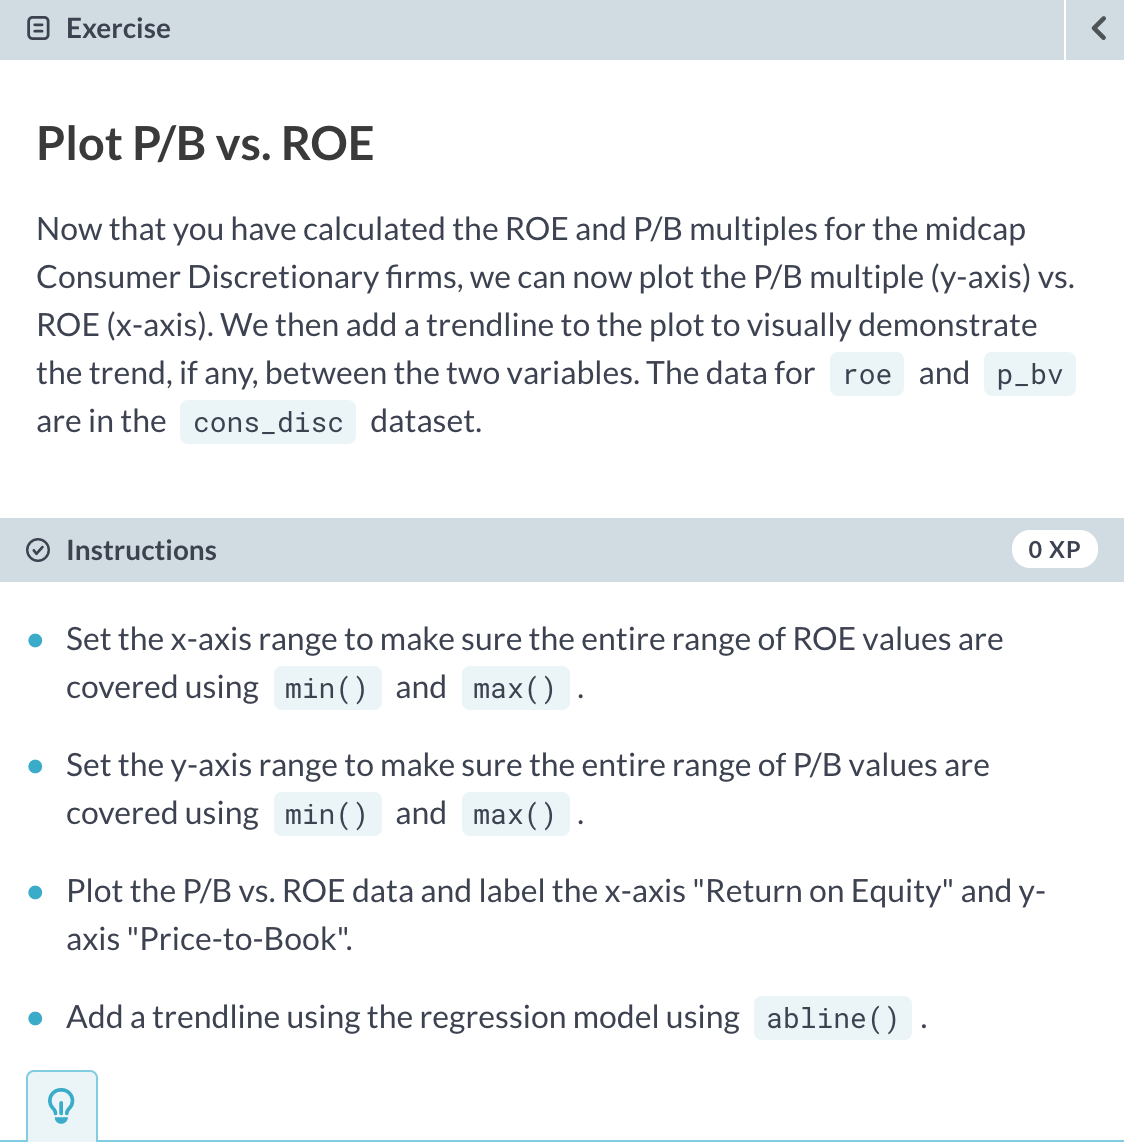 Exercise
Plot P/B vs. ROE
Now that you have calculated the ROE and P/B multiples for the midcap
Consumer Discretionary firms, we can now plot the P/B multiple (y-axis) vs.
ROE (x-axis). We then add a trendline to the plot to visually demonstrate
the trend, if any, between the two variables. The data for roe and p_bv
are in the cons_disc dataset.
Instructions
0 XP
Set the x-axis range to make sure the entire range of ROE values are
covered using min() and max() .
Set the y-axis range to make sure the entire range of P/B values are
covered using min() and max() .
Plot the P/B vs. ROE data and label the x-axis "Return on Equity" and y-
axis "Price-to-Book".
Add a trendline using the regression model using abline() .